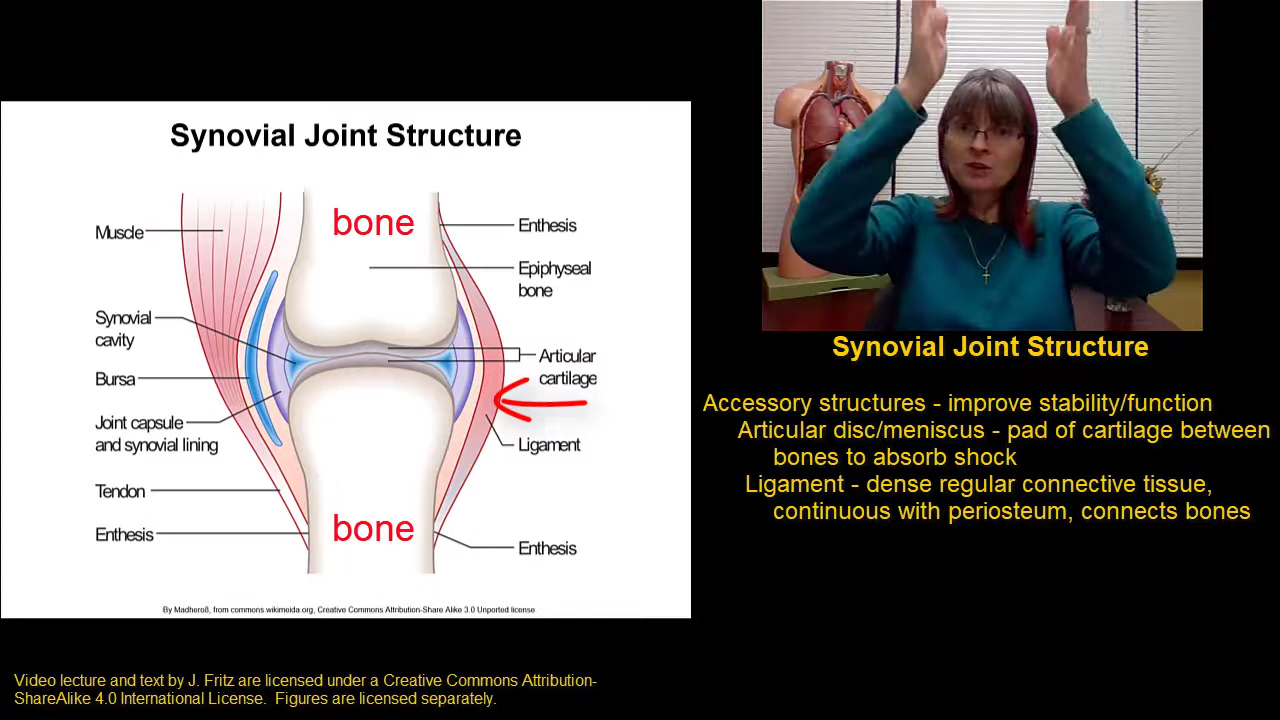 Synovial Joint Structure
bone
Muscle
Synovial
cavity
Bursa
Joint capsule
and synovial lining
Tendon
Enthesis
Enthesis
Epiphyseal
bone
Articular
cartilage
Ligament
Enthesis
bone
By Madhero8, from commons wikimeida org, Creative Commons Attribution-Share Alike 3.0 Unported license
Synovial Joint Structure
Accessory structures - improve stability/function
Articular disc/meniscus - pad of cartilage between
bones to absorb shock
Ligament - dense regular connective tissue,
continuous with periosteum, connects bones
Video lecture and text by J. Fritz are licensed under a Creative Commons Attribution-
ShareAlike 4.0 International License.  Figures are licensed separately.